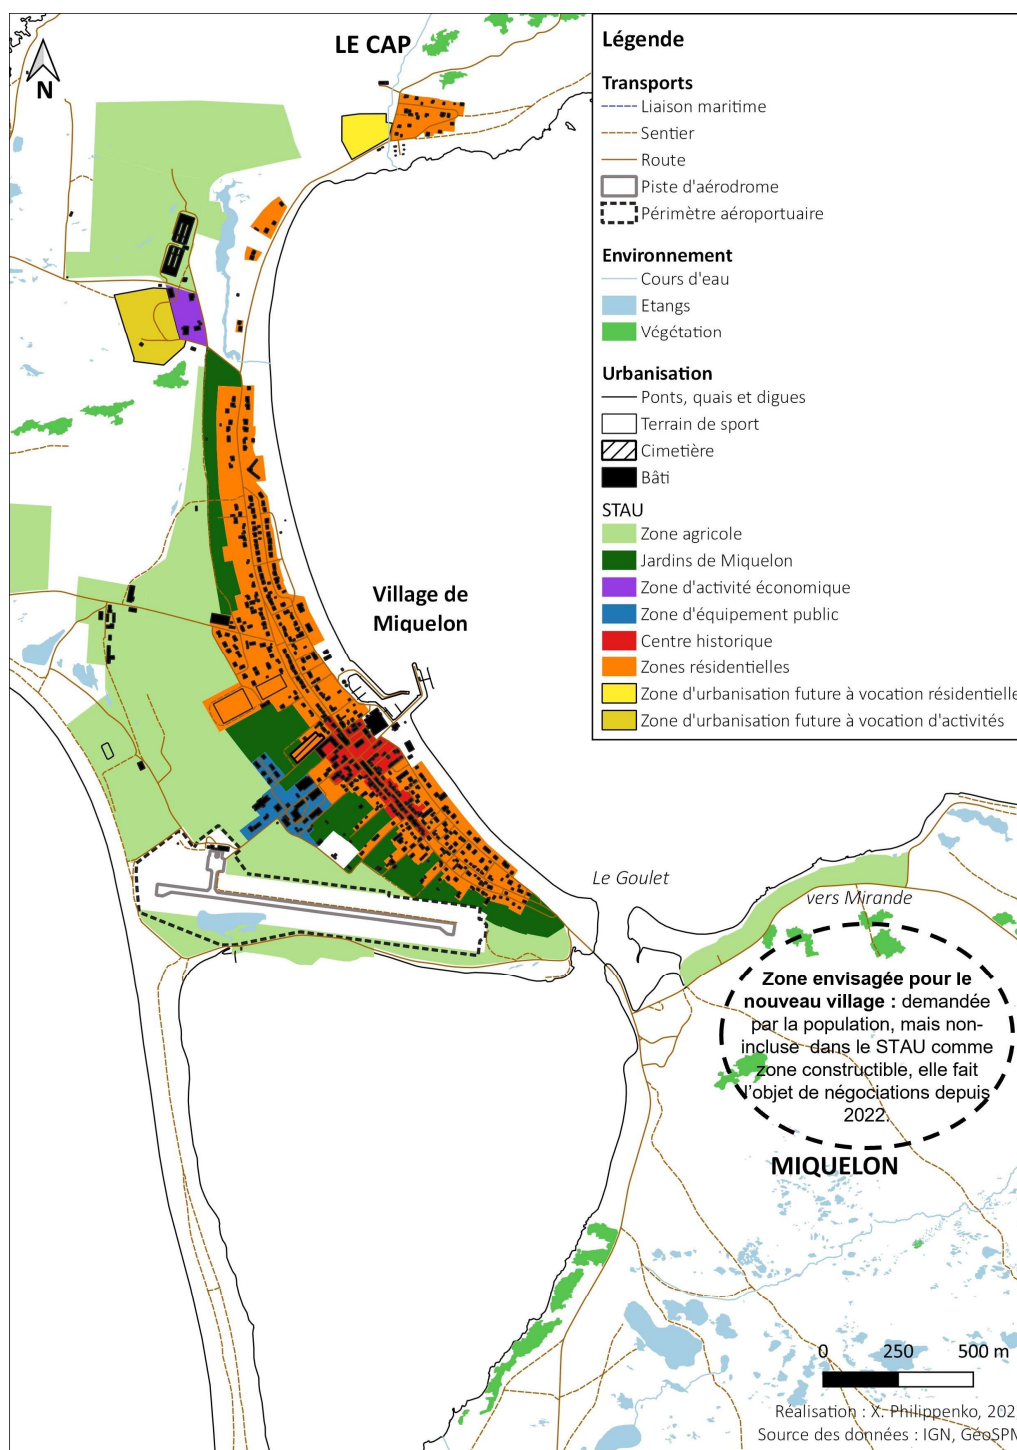 LE CAP
N
Légende
Transports
Liaison maritime
Sentier
Route
Piste d'aérodrome
Périmètre aéroportuaire
Environnement
Cours d'eau
Etangs
Végétation
Urbanisation
Ponts, quais et digues
Terrain de sport
Cimetière
Bâti
STAU
Zone agricole
Jardins de Miquelon
Zone d'activité économique
Zone d'équipement public
Centre historique
Zones résidentielles
Zone d'urbanisation future à vocation résidentielle
Zone d'urbanisation future à vocation d'activités
Village de
Miquelon
Le Goulet
vers Mirande
Zone envisagée pour le
nouveau village : demandée
par la population, mais non-
incluse dans le STAU comme
zone constructible, elle fait
l'objet de négociations depuis
2022.
MIQUELON
0 250 500 m
Réalisation : X. Philippenko, 202
Source des données : IGN, GéoSPM